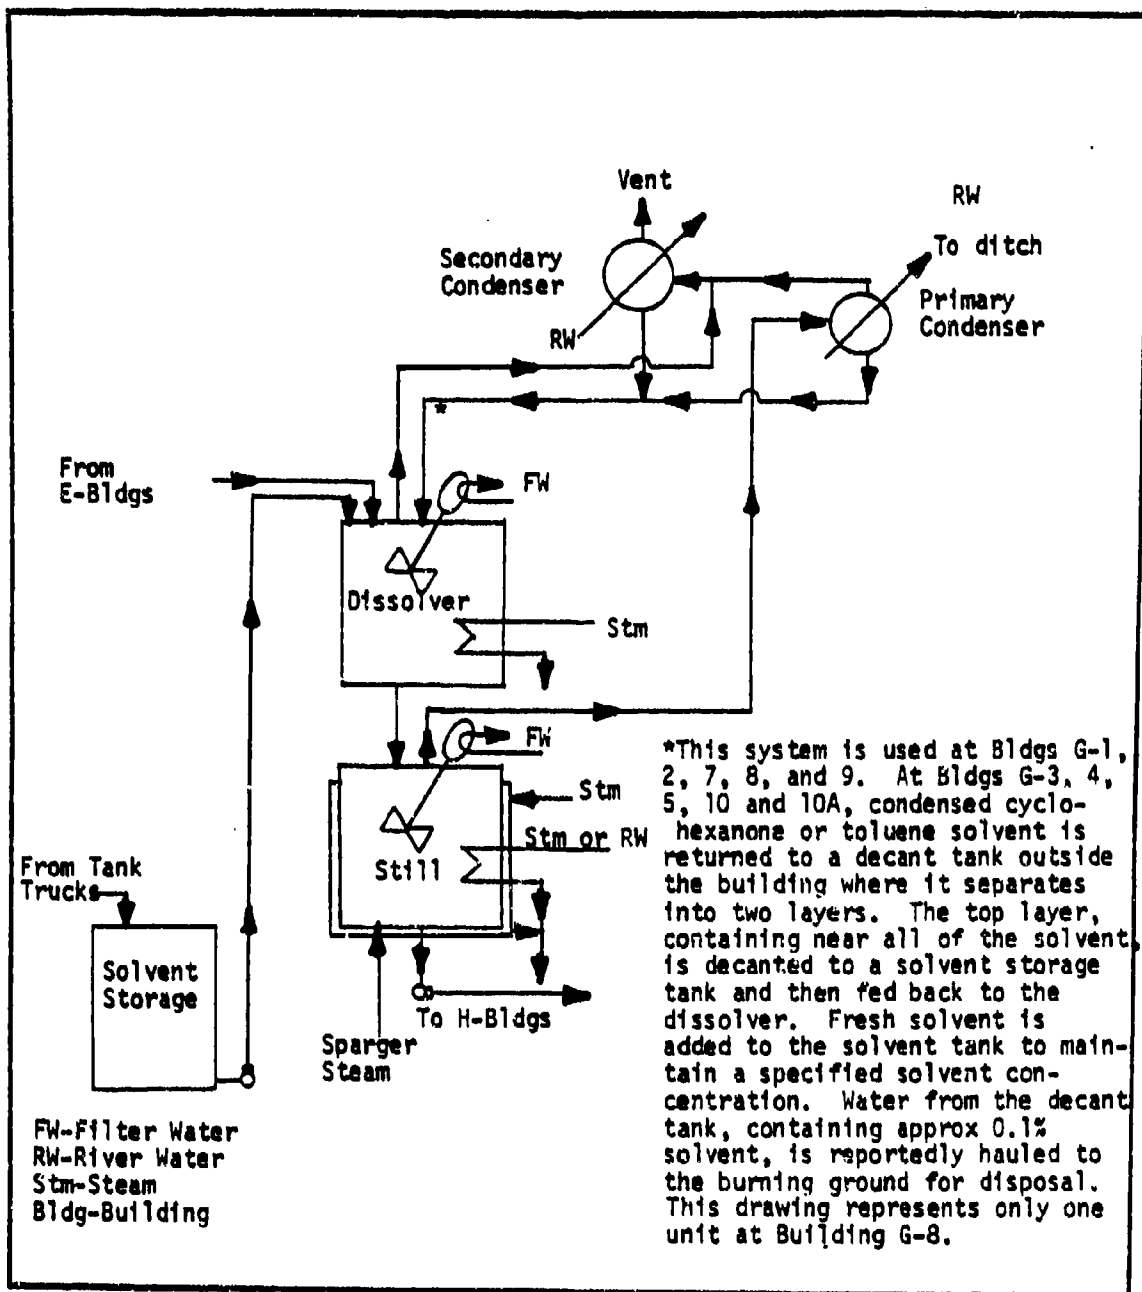 Vent
RW
Secondary
Condenser
To ditch
Primary
Condenser
RW
*
From
E-Bldgs
FW
Dissolver
Stm
FW
Stm
Stm or RW
Still
From Tank
Trucks
Solvent
Storage
To H-Bldgs
Sparger
Steam
FW-Filter Water
RW-River Water
Stm-Steam
Bldg-Building
*This system is used at Bldgs G-1,
2, 7, 8, and 9. At Bldgs G-3, 4,
5, 10 and 10A, condensed cyclo-
hexanone or toluene solvent is
returned to a decant tank outside
the building where it separates
into two layers. The top layer,
containing near all of the solvent,
is decanted to a solvent storage
tank and then fed back to the
dissolver. Fresh solvent is
added to the solvent tank to main-
tain a specified solvent con-
centration. Water from the decant
tank, containing approx 0.1%
solvent, is reportedly hauled to
the burning ground for disposal.
This drawing represents only one
unit at Building G-8.